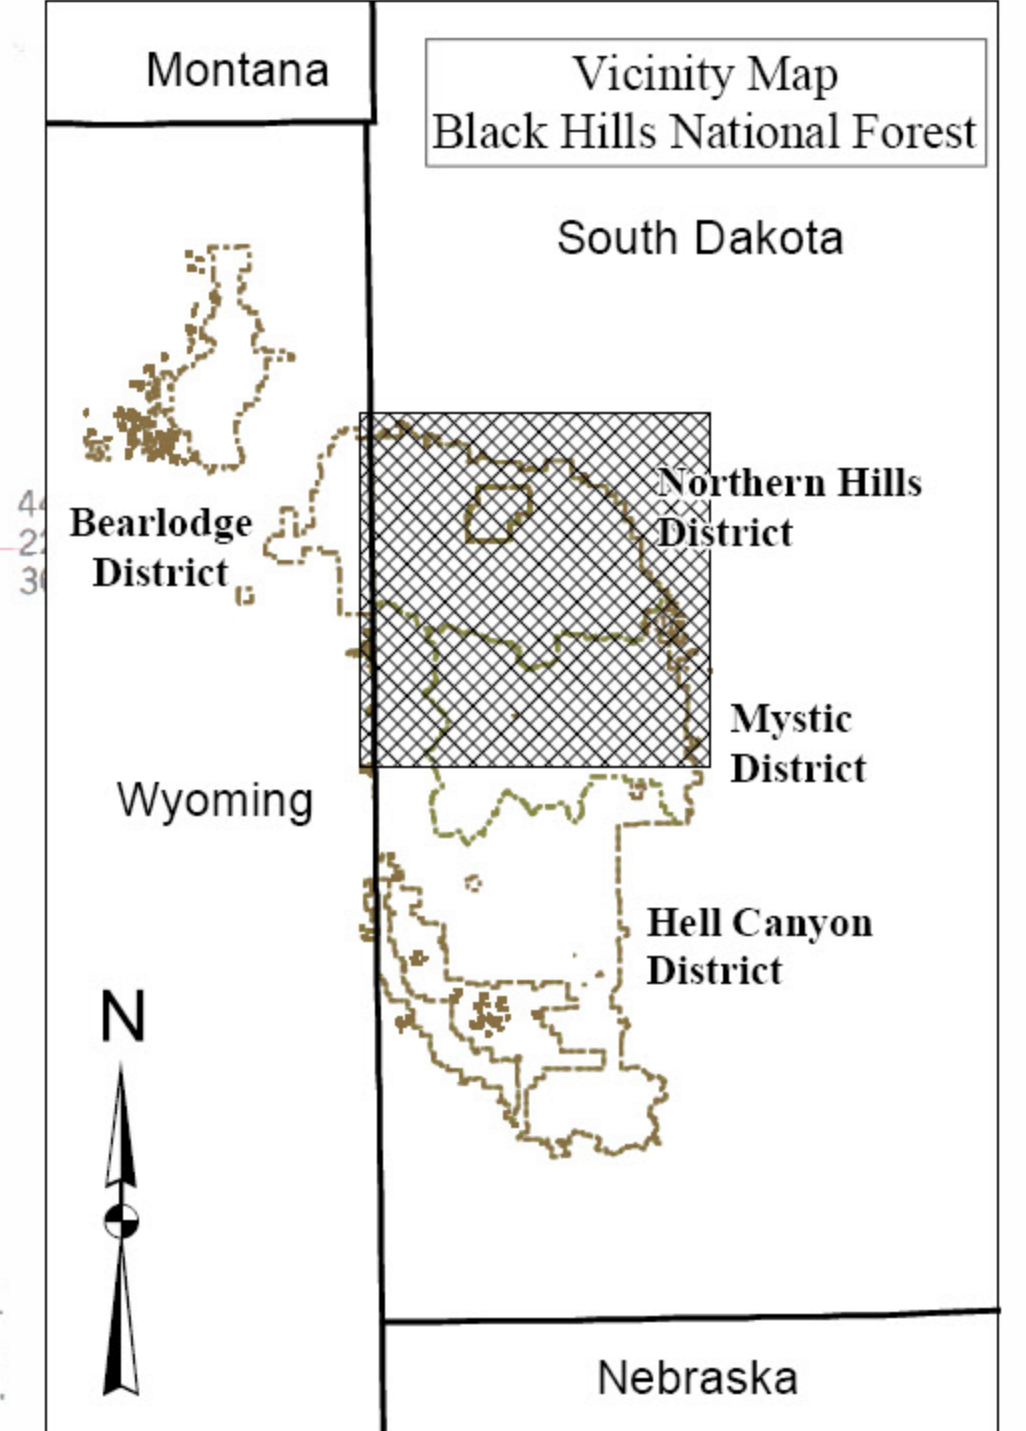 Montana
Vicinity Map
Black Hills National Forest
South Dakota
Northern Hills
District
44
Bearlodge
District
Mystic
District
Wyoming
Hell Canyon
District
N
Nebraska